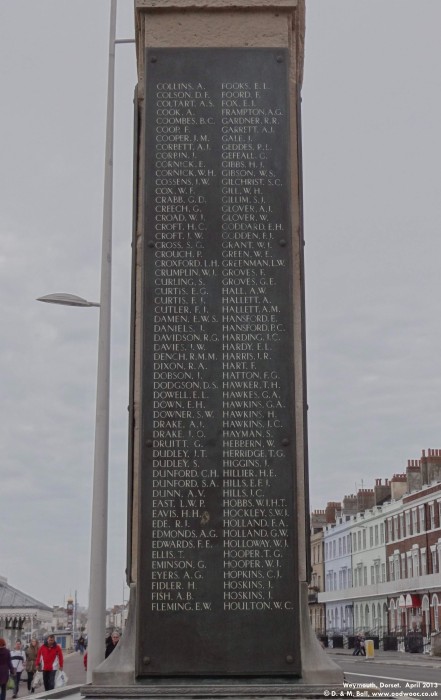 COLLINS, A.
COLSON, D.F.
COLTART, A.S.
COOK, A.
COOMBES, B.C.
COOP, F.
COOPER, J.M.
CORBETT, A.J.
CORBIN, J.
CORNICK, E.
CORNICK, W.H.
COSSENS, J.W.
COX, W.F.
CRABB, G.D.
CREECH, G.
CROAD, W.J.
CROFT, H.C.
CROFT, J.W.
CROSS, S.G.
CROUCH, P.
CROXFORD, L.H.
CRUMPLIN, W.J.
CURLING, S.
CURTIS, E.G.
CURTIS, F.J.
CUTLER, F.J.
DAMEN, E.W.S.
DANIELS, J.
DAVIDSON, R.G.
DAVIES, J.W.
DENCH, R.M.M.
DIXON, R.A.
DOBSON, J.
DODGSON, D.S.
DOWELL, E.L.
DOWN, E.H.
DOWNER, S.W.
DRAKE, A.J.
DRAKE, J.O.
DRUITT, G.
DUDLEY, J.T.
DUDLEY, S.
DUNFORD, C.H.
DUNFORD, S.A.
DUNN, A.V.
EAST, L.W.P.
EAVIS, H.H.
EDE, R.J.
EDMONDS, A.G.
EDWARDS, F.E.
ELLIS, T.
EMINSON, G.
EYERS, A.G.
FIDLER, H.
FISH, A.B.
FLEMING, E.W.
FOOKS, E.L.
FOORD, F.
FOX, E.J.
FRAMPTON, A.G.
GARDNER, R.R.
GARRETT, A.J.
GALE, J.
GEDDES, P.L.
GEFEALL, G.
GIBBS, H.J.
GIBSON, W.S.
GILCHRIST, S.C.
GILL, W.H.
GILLIM, S.J.
GLOVER, A.J.
GLOVER, W.
GODDARD, E.H.
GODDEN, F.J.
GRANT, W.J.
GREEN, W.E.
GREENMAN, L.W.
GROVES, F.
GROVES, G.E.
HALL, A.W.
HALLETT, A.
HALLETT, A.M.
HANSFORD, E.
HANSFORD, P.C.
HARDING, J.C.
HARDY, E.L.
HARRIS, J.R.
HART, F.
HATTON, F.G.
HAWKER, T.H.
HAWKES, G.A.
HAWKINS, G.A.
HAWKINS, H.
HAWKINS, J.C.
HAYMAN, S.
HEBBERN, W.
HERRIDGE, T.G.
HIGGINS, J.
HILLIER, H.E.
HILLS, E.F.J.
HILLS, J.C.
HOBBS, W.J.H.T.
HOCKLEY, S.W.J.
HOLLAND, F.A.
HOLLAND, G.W.
HOLLOWAY, W.J.
HOOPER, T.G.
HOOPER, W.J.
HOPKINS, C.J.
HOSKINS, J.
HOSKINS, J.
HOULTON, W.C.
Weymouth, Dorset. April 2013
© D. & M. Ball, www.oodwooc.co.uk